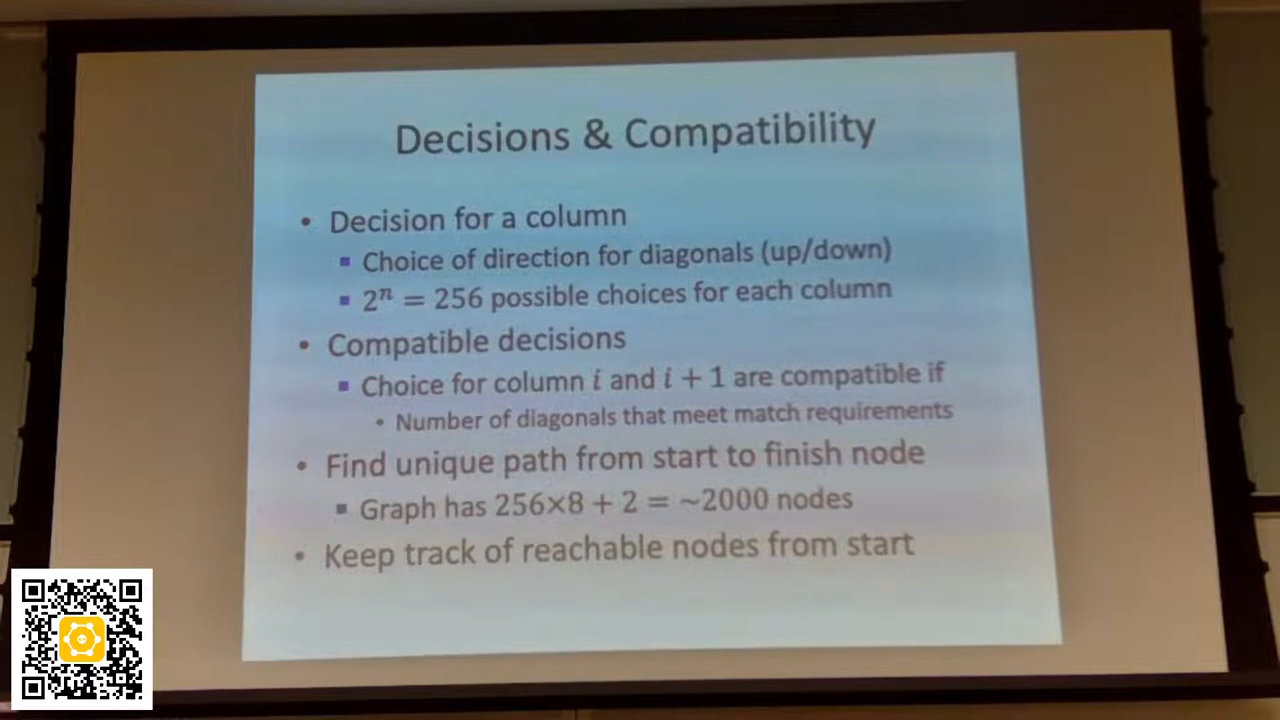 Decisions & Compatibility
• Decision for a column
▪ Choice of direction for diagonals (up/down)
▪ 2ⁿ = 256 possible choices for each column
• Compatible decisions
▪ Choice for column i and i + 1 are compatible if
• Number of diagonals that meet match requirements
• Find unique path from start to finish node
▪ Graph has 256×8 + 2 = ~2000 nodes
• Keep track of reachable nodes from start